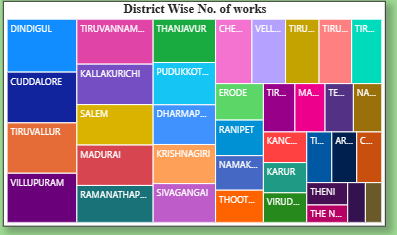 District Wise No. of works
DINDIGUL
CUDDALORE
TIRUVALLUR
VILLUPURAM
TIRUVANNAM...
KALLAKURICHI
SALEM
MADURAI
RAMANATHAP...
THANJAVUR
PUDUKKOT...
DHARMAP...
KRISHNAGIRI
SIVAGANGAI
CHE...
VELL...
TIRU...
TIRU...
TIR...
ERODE
RANIPET
NAMAK...
THOOT...
TIR...
MA...
TE...
NA...
KANC...
KARUR
VIRUD...
TI...
AR...
C...
THENI
THE N...